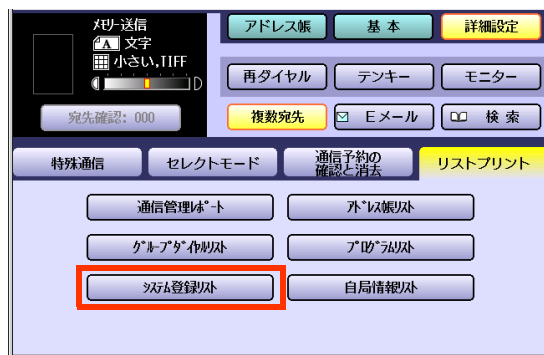 ﾒﾓﾘｰ送信
A 文字
小さい,TIFF
D
宛先確認: 000
アドレス帳
基 本
詳細設定
再ダイヤル
テンキー
モニター
複数宛先
Eメール
検 索
特殊通信
セレクトモード
通信予約の
確認と消去
リストプリント
通信管理ﾚﾎﾟｰﾄ
ｱﾄﾞﾚｽ帳ﾘｽﾄ
ｸﾞﾙｰﾌﾟﾀﾞｲﾔﾙﾘｽﾄ
ﾌﾟﾛｸﾞﾗﾑﾘｽﾄ
ｼｽﾃﾑ登録ﾘｽﾄ
自局情報ﾘｽﾄ